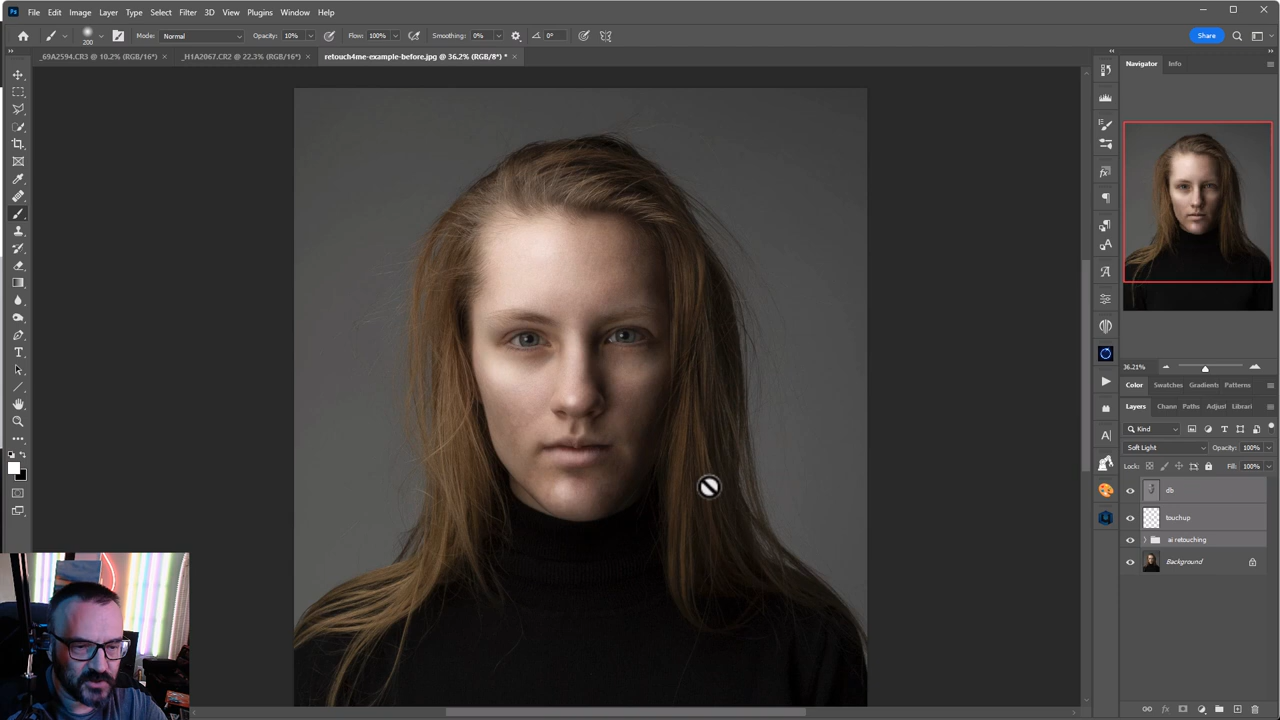 Ps File Edit Image Layer Type Select Filter 3D View Plugins Window Help
200 Mode: Normal Opacity: 10% Flow: 100% Smoothing: 0% 0° Share
_69A2594.CR3 @ 10.2% (RGB/16*) × _H1A2067.CR2 @ 22.3% (RGB/16*) × retouch4me-example-before.jpg @ 36.2% (RGB/8*) * ×
Navigator Info
36.21%
Color Swatches Gradients Patterns
Layers Chann Paths Adjust Librari
Kind
Soft Light Opacity: 100%
Lock: Fill: 100%
db
touchup
ai retouching
Background